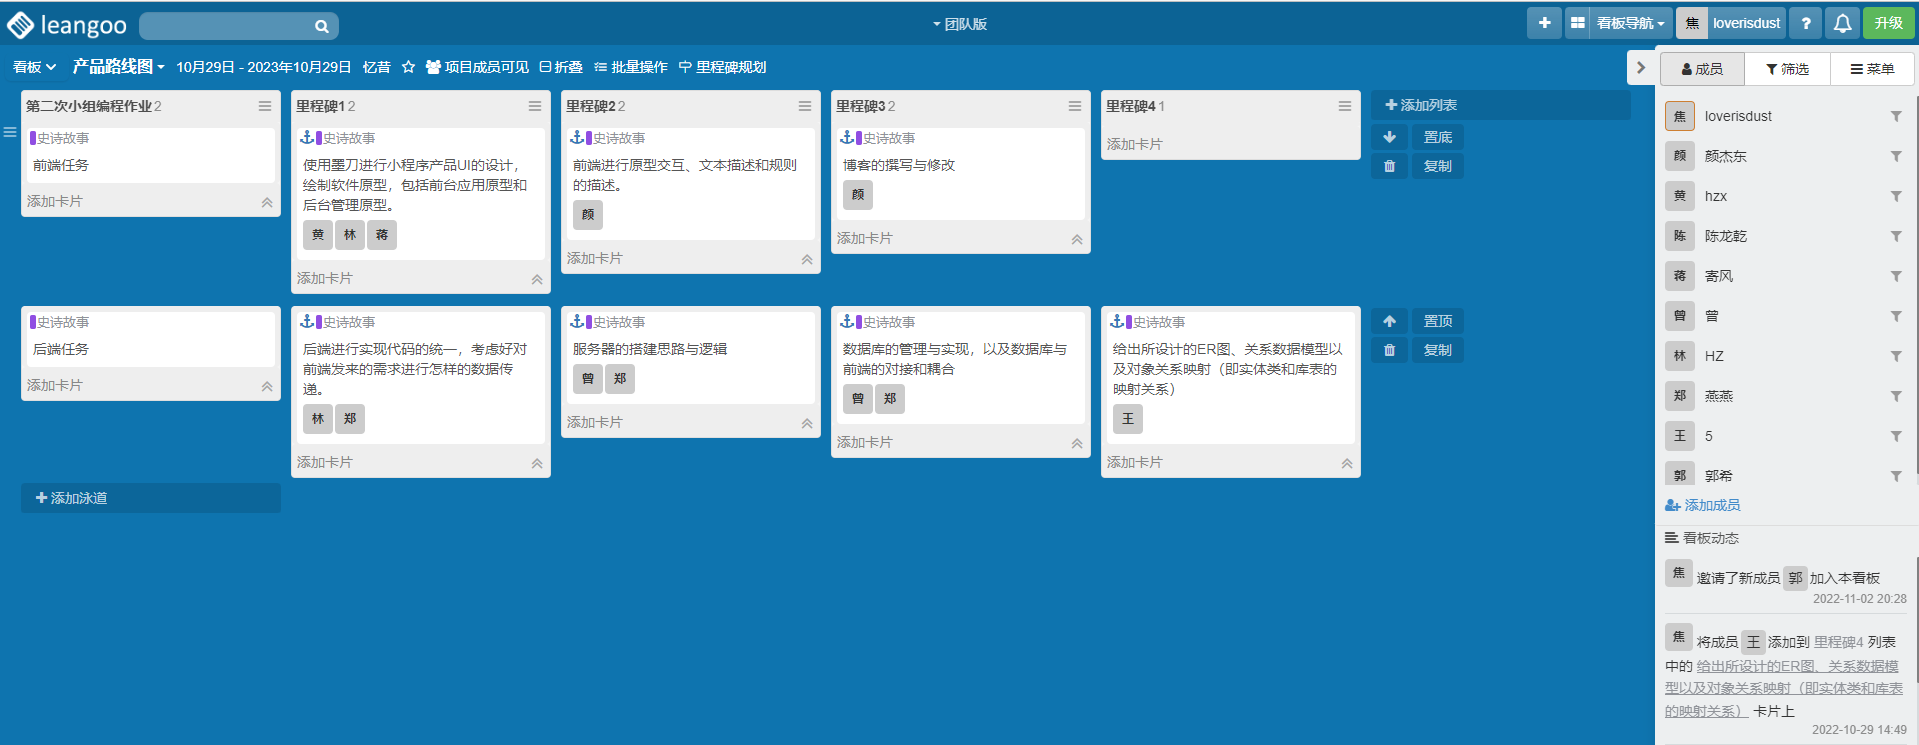 leangoo
团队版
看板导航
焦 loverisdust
?
升级
看板 产品路线图 10月29日 - 2023年10月29日 忆昔 项目成员可见 折叠 批量操作 里程碑规划
第二次小组编程作业 2
史诗故事
前端任务
添加卡片
里程碑1 2
史诗故事
使用墨刀进行小程序产品UI的设计，
绘制软件原型，包括前台应用原型和
后台管理原型。
黄 林 蒋
添加卡片
里程碑2 2
史诗故事
前端进行原型交互、文本描述和规则
的描述。
颜
添加卡片
里程碑3 2
史诗故事
博客的撰写与修改
颜
添加卡片
里程碑4 1
添加卡片
添加列表
置底
复制
史诗故事
后端任务
添加卡片
史诗故事
后端进行实现代码的统一，考虑好对
前端发来的需求进行怎样的数据传
递。
林 郑
添加卡片
史诗故事
服务器的搭建思路与逻辑
曾 郑
添加卡片
史诗故事
数据库的管理与实现，以及数据库与
前端的对接和耦合
曾 郑
添加卡片
史诗故事
给出所设计的ER图、关系数据模型以
及对象关系映射（即实体类和库表的
映射关系）
王
添加卡片
置顶
复制
添加泳道
成员 筛选 菜单
焦 loverisdust
颜 颜杰东
黄 hzx
陈 陈龙乾
蒋 寄风
曾 曾
林 HZ
郑 燕燕
王 5
郭 郭希
添加成员
看板动态
焦 邀请了新成员 郭 加入本看板
2022-11-02 20:28
焦 将成员 王 添加到 里程碑4 列表
中的 给出所设计的ER图、关系数据模
型以及对象关系映射（即实体类和库表
的映射关系） 卡片上
2022-10-29 14:49